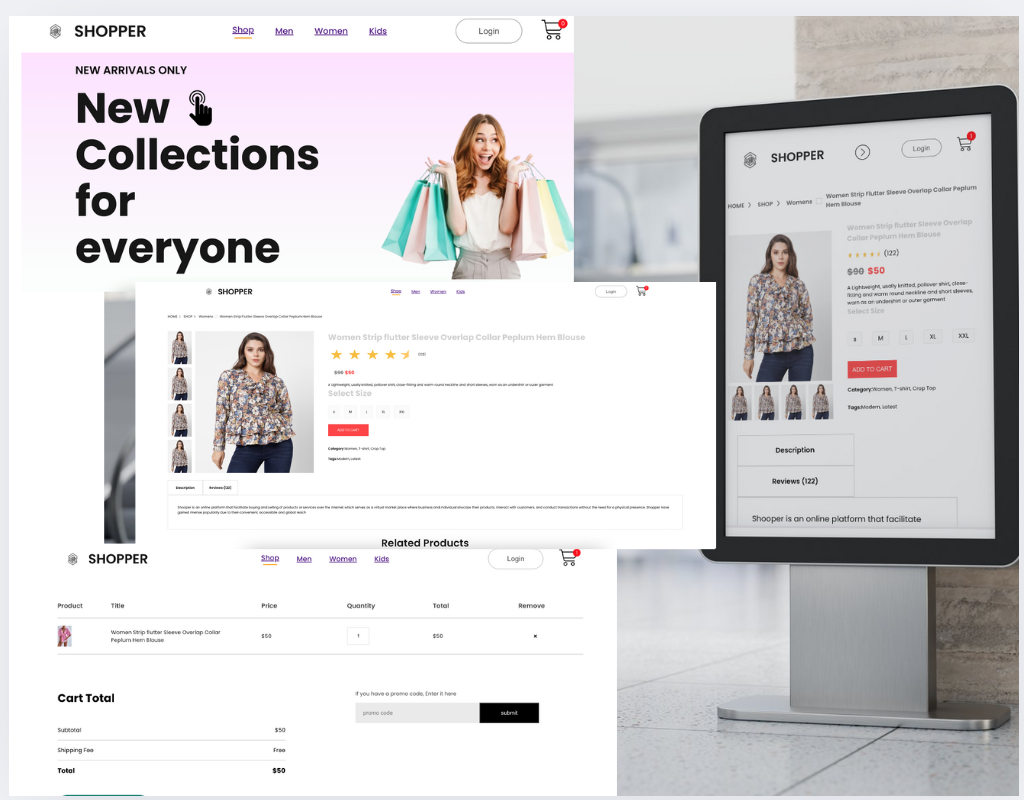 SHOPPER
Shop Men Women Kids
Login
0
NEW ARRIVALS ONLY
New
Collections
for
everyone
SHOPPER
Shop Men Women Kids
Login
HOME > SHOP > Womens Women Strip flutter Sleeve Overlap Collar Peplum Hem Blouse
Women Strip flutter Sleeve Overlap Collar Peplum Hem Blouse
(122)
$90 $50
A Lightweight, usally knitted, pollover shirt, close-fitting and warm round neckline and short sleeves, worn as an undershirt or outer garment
Select Size
S M L XL XXL
ADD TO CART
Category:Women, T-shirt, Crop Top
Tags:Modern, Latest
Description Reviews (122)
Shooper is an online platform that facilitate buying and selling of products or services over the internet which serves as a virtual market place where business and individual showcase their products, interact with customers, and conduct transactions without the need for a physical presence. Shopper have
gained imense popularity due to their convenient, accessible and global reach
Related Products
SHOPPER
Shop Men Women Kids
Login
1
Product Title Price Quantity Total Remove
Women Strip flutter Sleeve Overlap Collar
Peplum Hem Blouse
$50 1 $50
Cart Total
Subtotal $50
Shipping Fee Free
Total $50
If you have a promo code, Enter it here
promo code submit
SHOPPER
Login
1
HOME > SHOP > Womens Women Strip Flutter Sleeve Overlap Collar Peplum
Hem Blouse
Women Strip flutter Sleeve Overlap
Collar Peplum Hem Blouse
(122)
$90 $50
A Lightweight, usally knitted, pollover shirt, close-
fitting and warm round neckline and short sleeves,
worn as an undershirt or outer garment
Select Size
S M L XL XXL
ADD TO CART
Category:Women, T-shirt, Crop Top
Tags:Modern, Latest
Description
Reviews (122)
Shooper is an online platform that facilitate